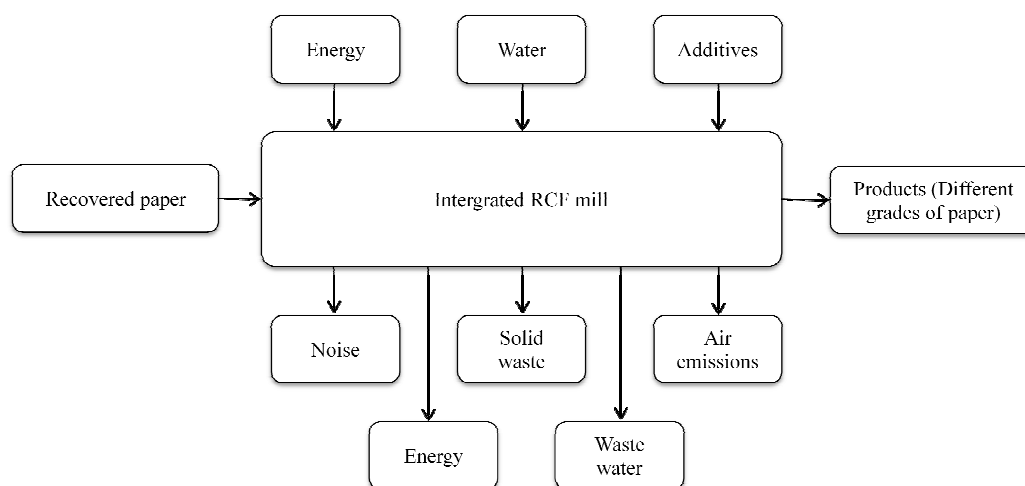 Energy
Water
Additives
Recovered paper
Intergrated RCF mill
Products (Different
grades of paper)
Noise
Solid
waste
Air
emissions
Energy
Waste
water